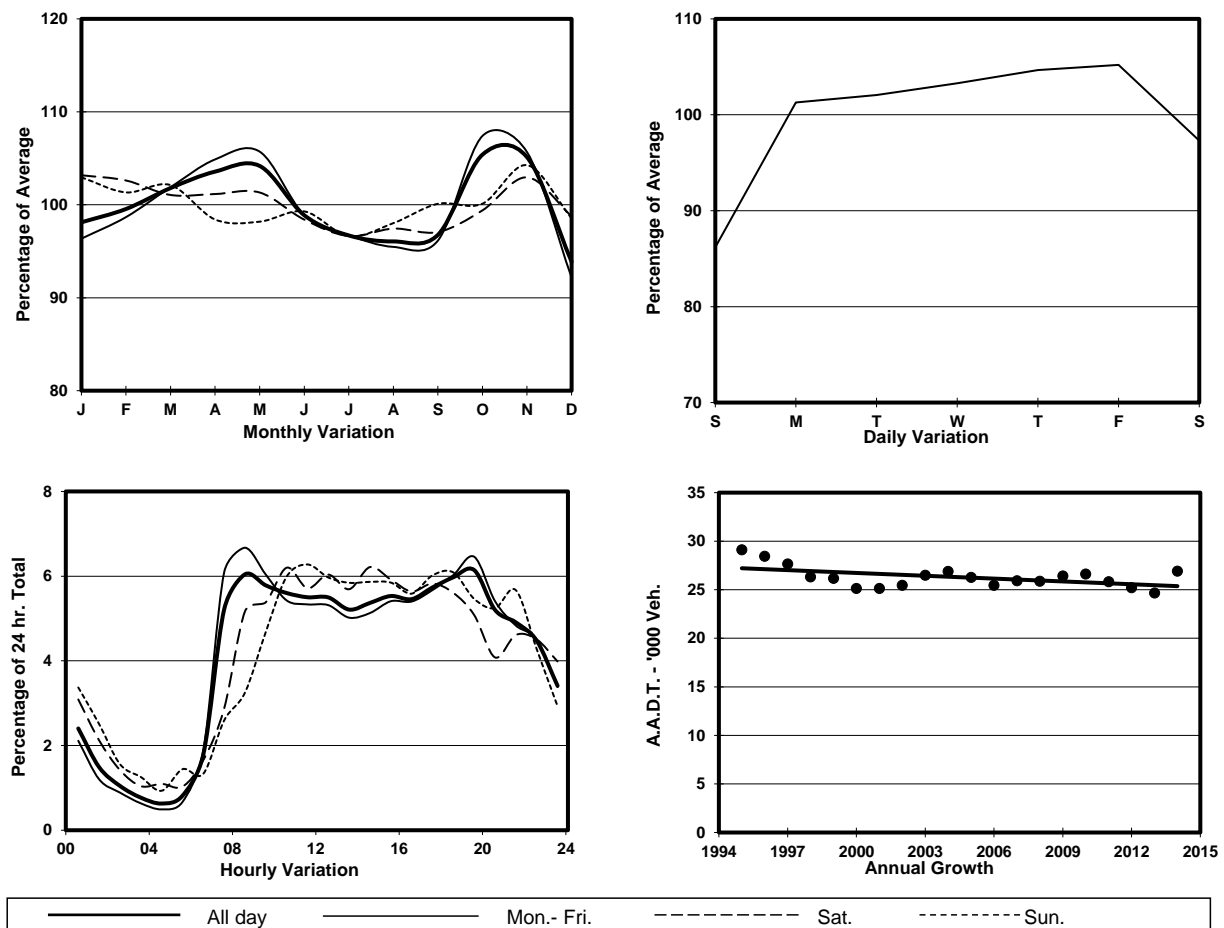 Percentage of Average
120
110
100
90
80
J F M A M J J A S O N D
Monthly Variation
Percentage of Average
110
100
90
80
70
S M T W T F S
Daily Variation
Percentage of 24 hr. Total
8
6
4
2
0
00 04 08 12 16 20 24
Hourly Variation
A.A.D.T. - '000 Veh.
35
30
25
20
15
10
5
0
1994 1997 2000 2003 2006 2009 2012 2015
Annual Growth
All day Mon.- Fri. Sat. Sun.